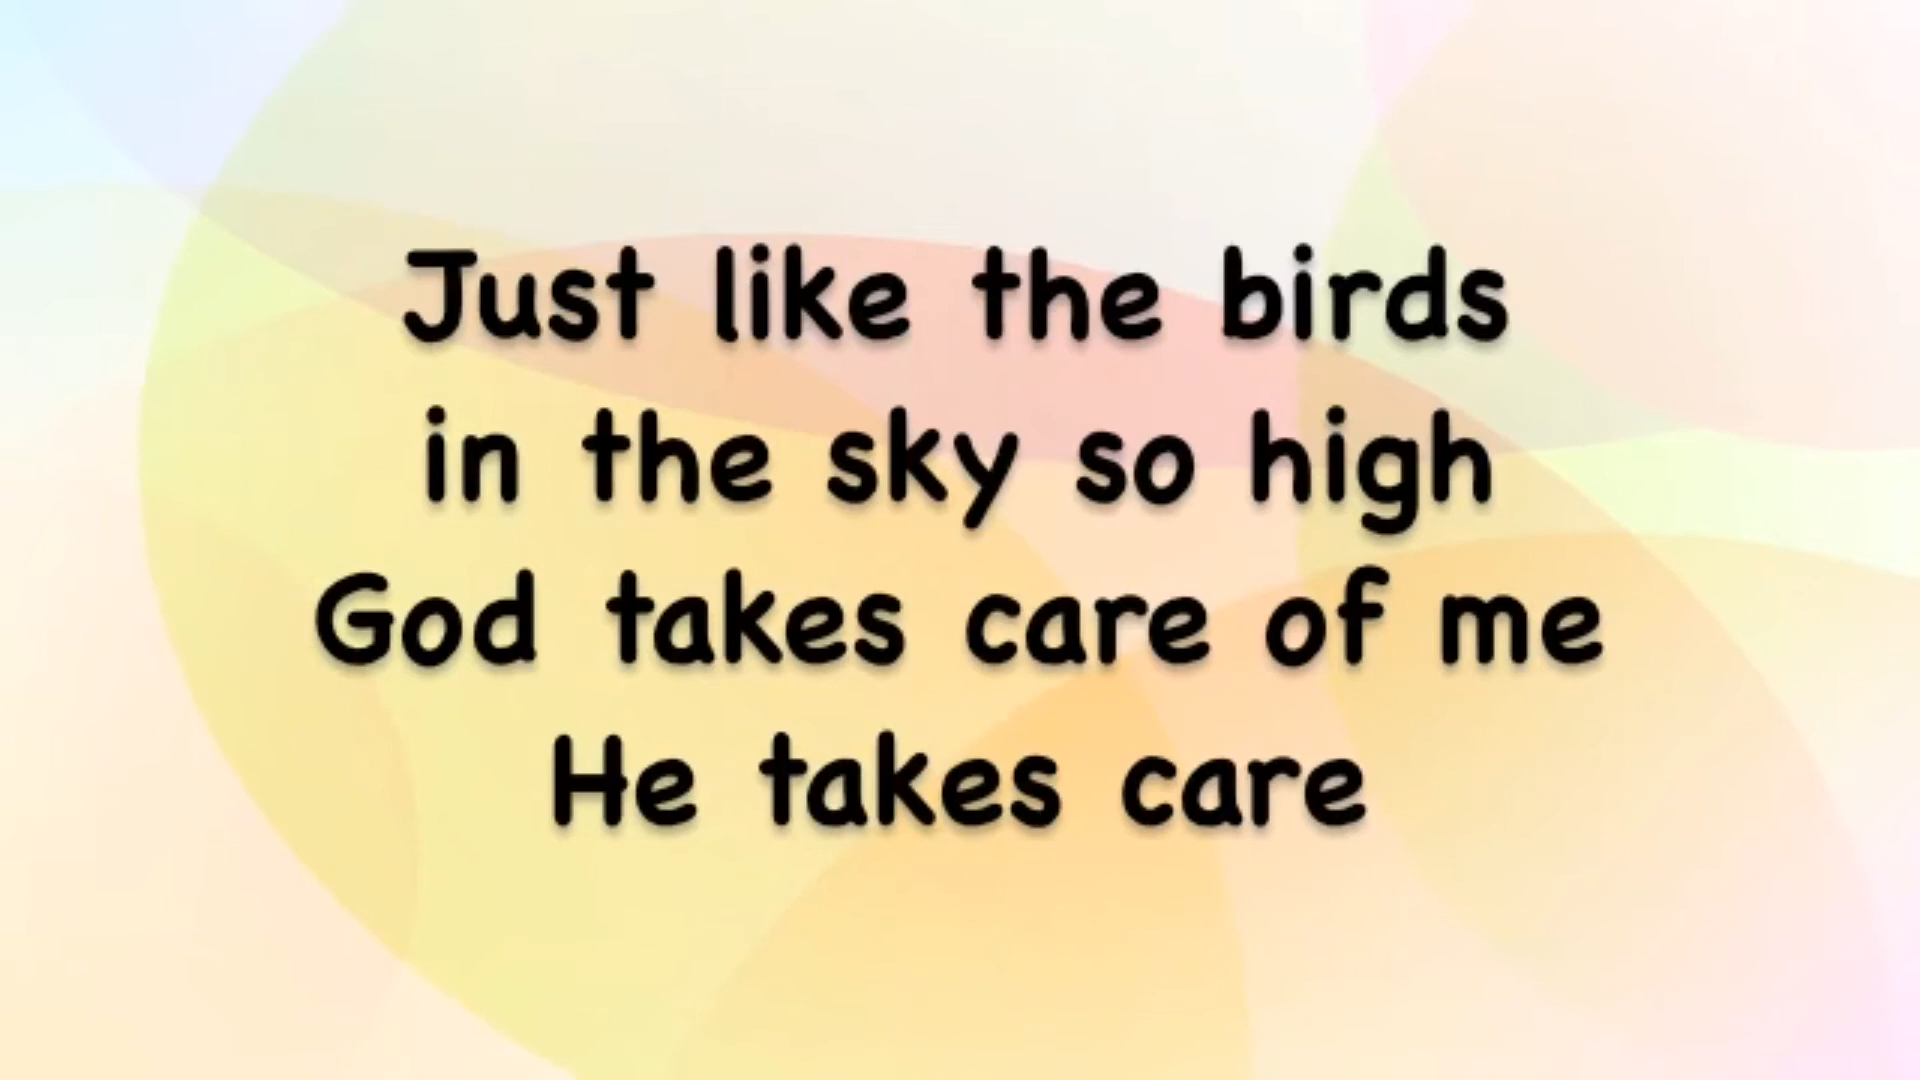 Just like the birds
in the sky so high
God takes care of me
He takes care